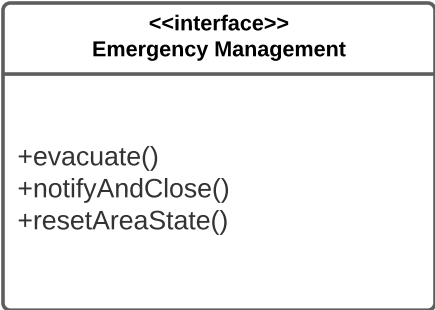 <<interface>>
Emergency Management
+evacuate()
+notifyAndClose()
+resetAreaState()